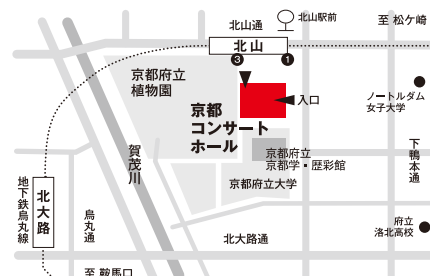 北山通
北山駅前
至 松ケ崎
北山
3
1
京都府立
植物園
入口
京都
コンサート
ホール
ノートルダム
女子大学
賀茂川
京都府立
京都学・歴彩館
下鴨本通
京都府立大学
地下鉄烏丸線
北大路
烏丸通
府立
洛北高校
北大路通
至 鞍馬口